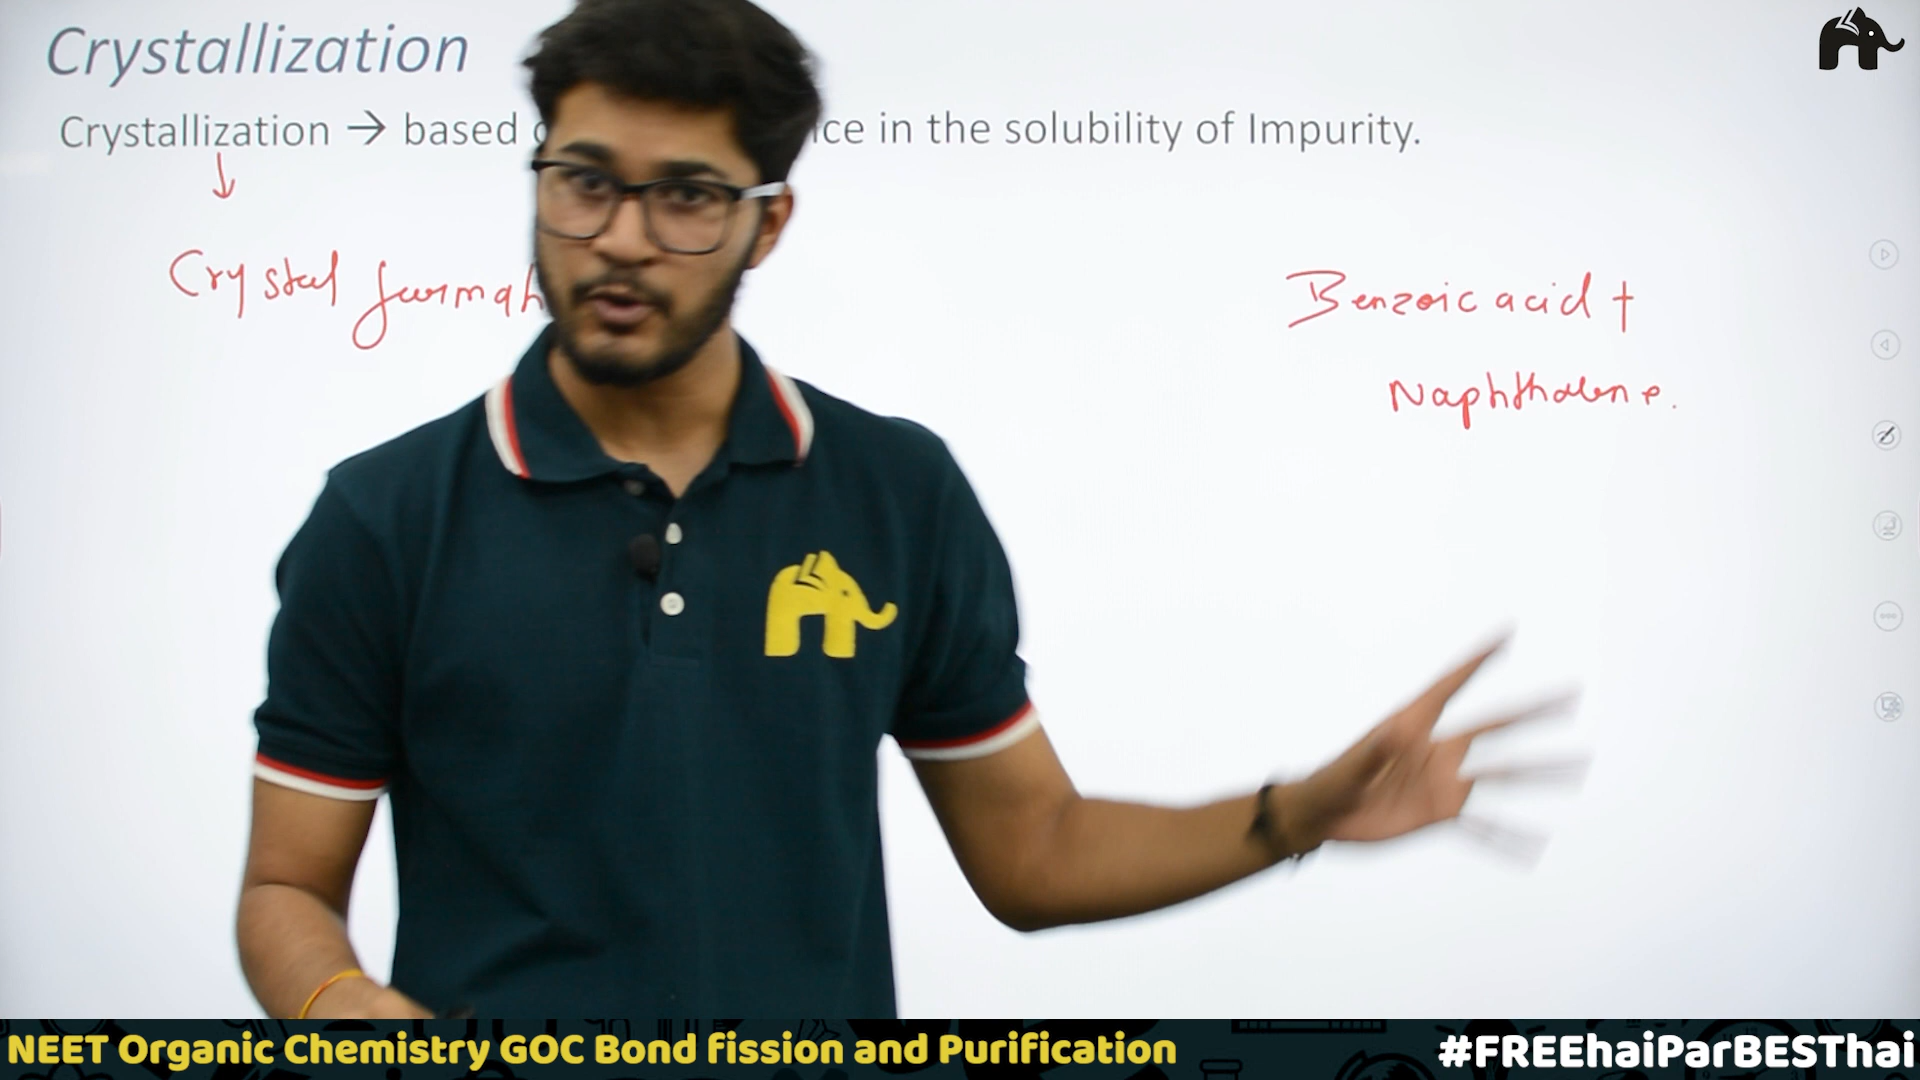 Crystallization
Crystallization → based ce in the solubility of Impurity.
↓
Crystal formah
Benzoic acid +
Naphthalene.
NEET Organic Chemistry GOC Bond fission and Purification
#FREEhaiParBESThai